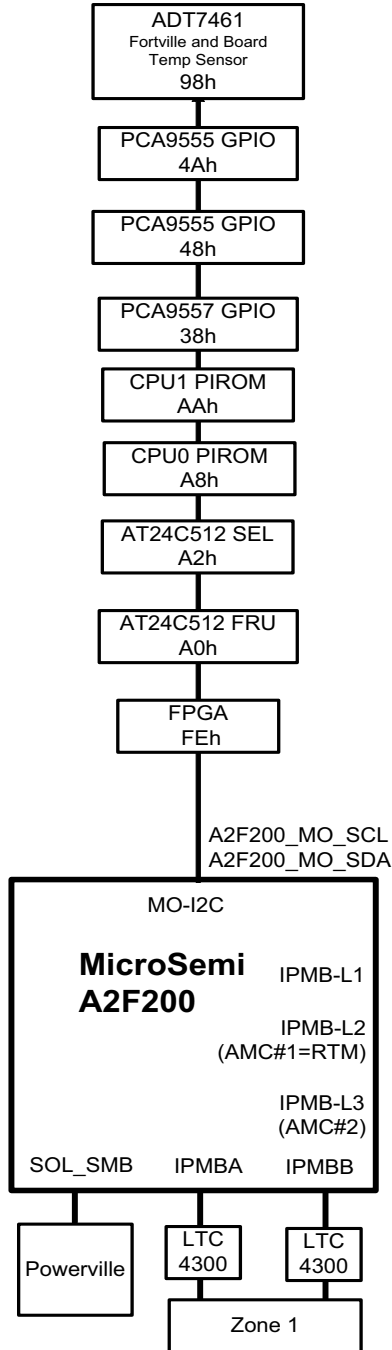 ADT7461
Fortville and Board
Temp Sensor
98h
PCA9555 GPIO
4Ah
PCA9555 GPIO
48h
PCA9557 GPIO
38h
CPU1 PIROM
AAh
CPU0 PIROM
A8h
AT24C512 SEL
A2h
AT24C512 FRU
A0h
FPGA
FEh
A2F200_MO_SCL
A2F200_MO_SDA
MO-I2C
MicroSemi
A2F200
IPMB-L1
IPMB-L2
(AMC#1=RTM)
IPMB-L3
(AMC#2)
SOL_SMB
IPMBA
IPMBB
Powerville
LTC
4300
LTC
4300
Zone 1